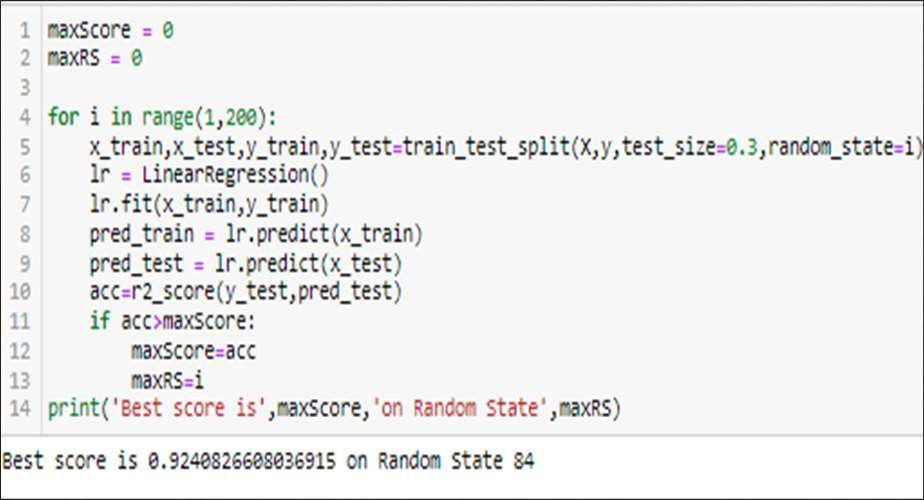 1 maxScore = 0
2 maxRS = 0
3
4 for i in range(1,200):
5     x_train,x_test,y_train,y_test=train_test_split(X,y,test_size=0.3,random_state=i)
6     lr = LinearRegression()
7     lr.fit(x_train,y_train)
8     pred_train = lr.predict(x_train)
9     pred_test = lr.predict(x_test)
10     acc=r2_score(y_test,pred_test)
11     if acc>maxScore:
12         maxScore=acc
13         maxRS=i
14 print('Best score is',maxScore,'on Random State',maxRS)
Best score is 0.9240826608036915 on Random State 84